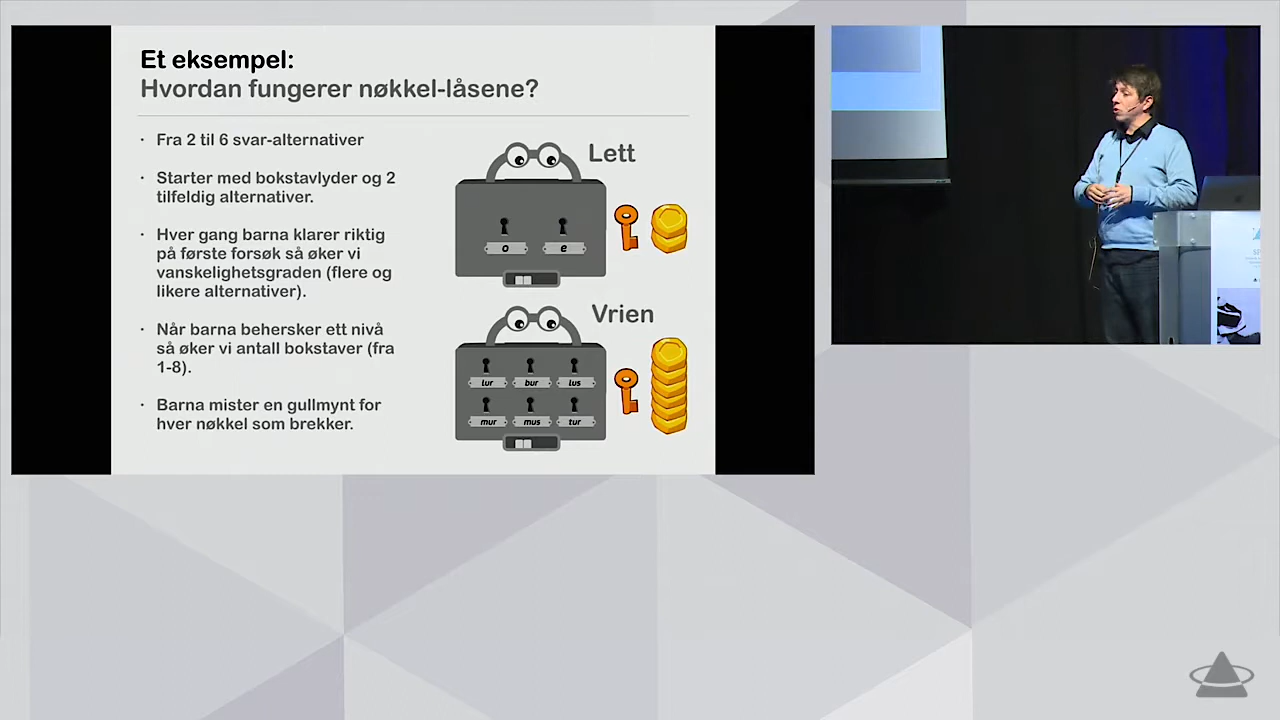 Et eksempel:
Hvordan fungerer nøkkel-låsene?
· Fra 2 til 6 svar-alternativer
· Starter med bokstavlyder og 2
tilfeldig alternativer.
· Hver gang barna klarer riktig
på første forsøk så øker vi
vanskelighetsgraden (flere og
likere alternativer).
· Når barna behersker ett nivå
så øker vi antall bokstaver (fra
1-8).
· Barna mister en gullmynt for
hver nøkkel som brekker.
Lett
o e
Vrien
lur bur lus
mur mus tur